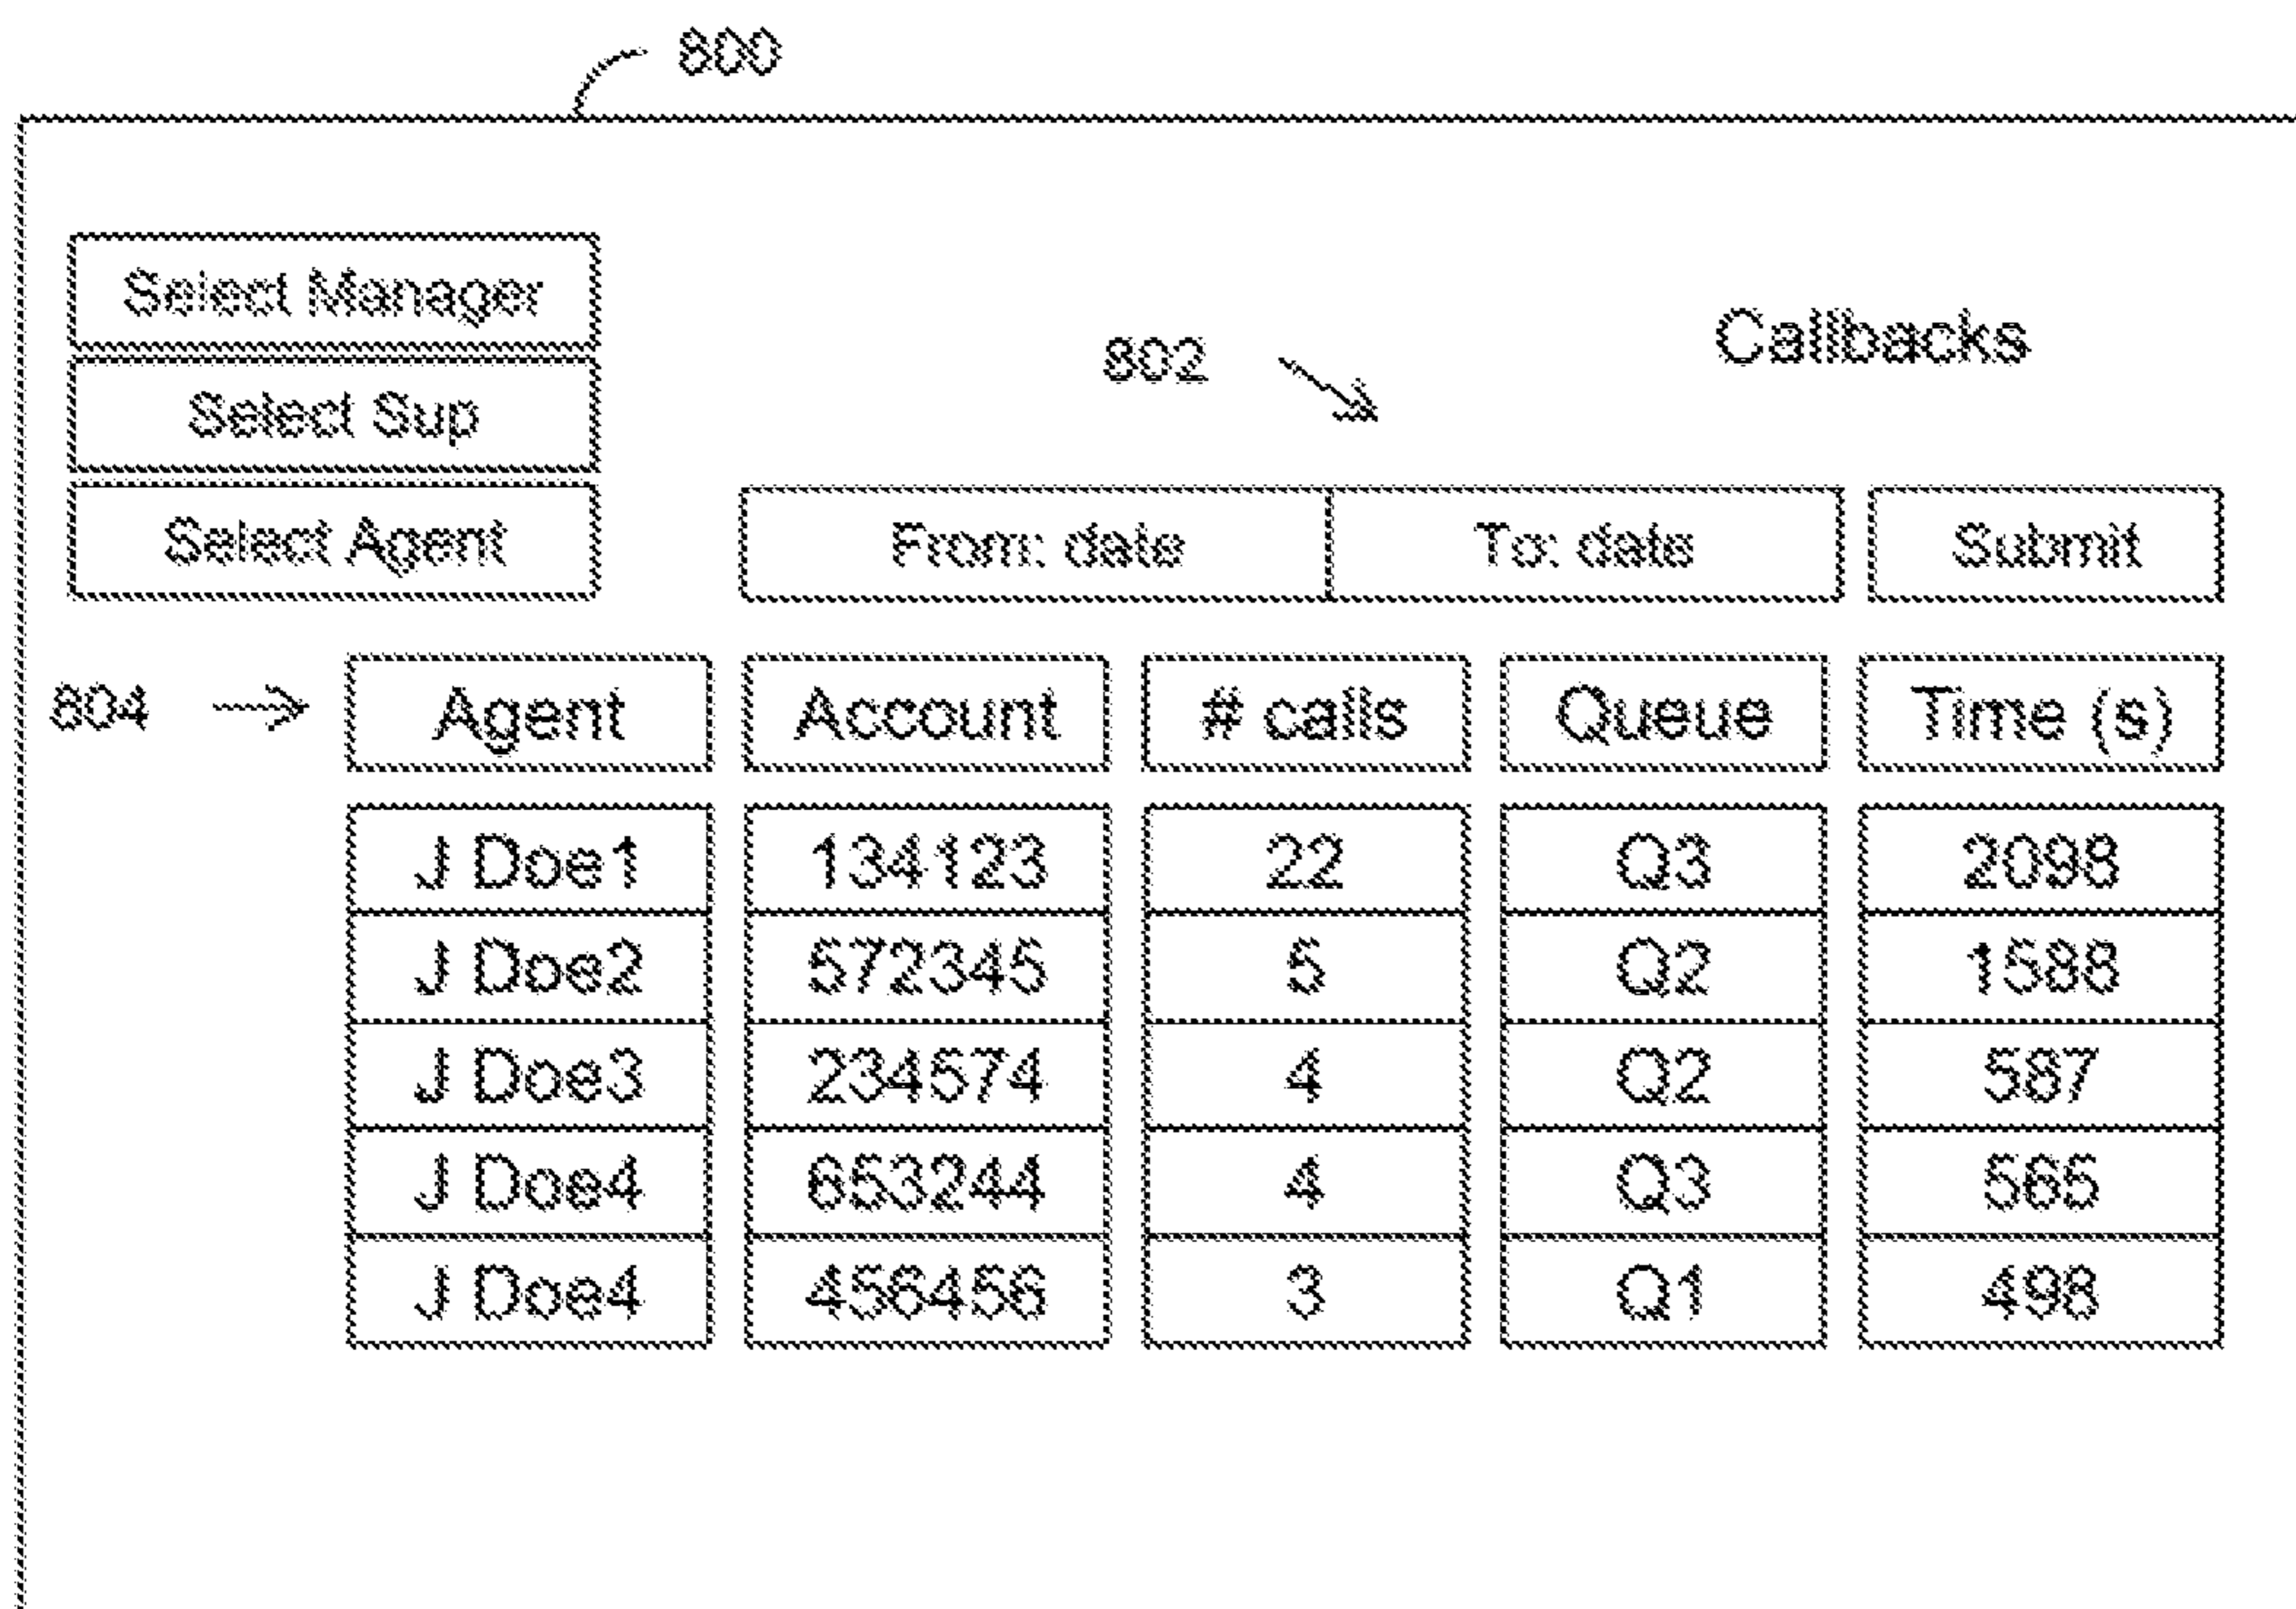 800
Select Manager
Select Sup
Select Agent
802
Callbacks
From: date To: date Submit
804 Agent Account # calls Queue Time (s)
J Doe1 134123 22 Q3 2098
J Doe2 572345 5 Q2 1588
J Doe3 234574 4 Q2 587
J Doe4 653244 4 Q3 565
J Doe4 456456 3 Q1 498